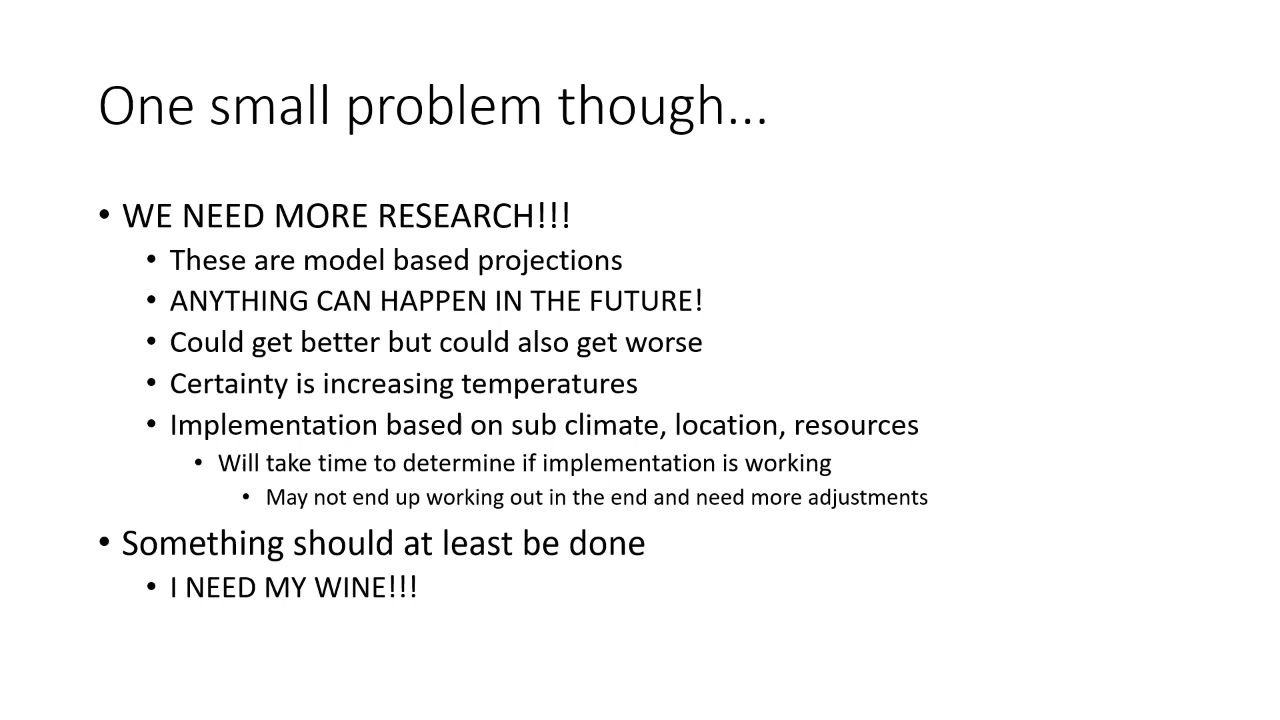 One small problem though...
• WE NEED MORE RESEARCH!!!
• These are model based projections
• ANYTHING CAN HAPPEN IN THE FUTURE!
• Could get better but could also get worse
• Certainty is increasing temperatures
• Implementation based on sub climate, location, resources
• Will take time to determine if implementation is working
• May not end up working out in the end and need more adjustments
• Something should at least be done
• I NEED MY WINE!!!